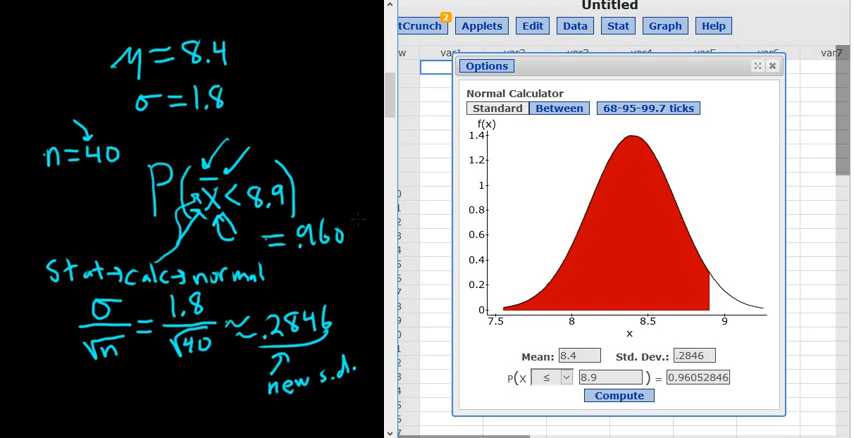 μ = 8.4
σ = 1.8
n = 40
P(x̄ < 8.9)
= .960
Stat → calc → normal
σ/√n = 1.8/√40 ≈ .2846
new s.d.
Untitled
tCrunch 2 Applets Edit Data Stat Graph Help
w var1 var5 var6 var7
Options
Normal Calculator
Standard Between 68-95-99.7 ticks
f(x)
1.4
1.2
1
0.8
0.6
0.4
0.2
0
7.5 8 8.5 9
x
Mean: 8.4 Std. Dev.: .2846
P(X ≤ 8.9 ) = 0.96052846
Compute